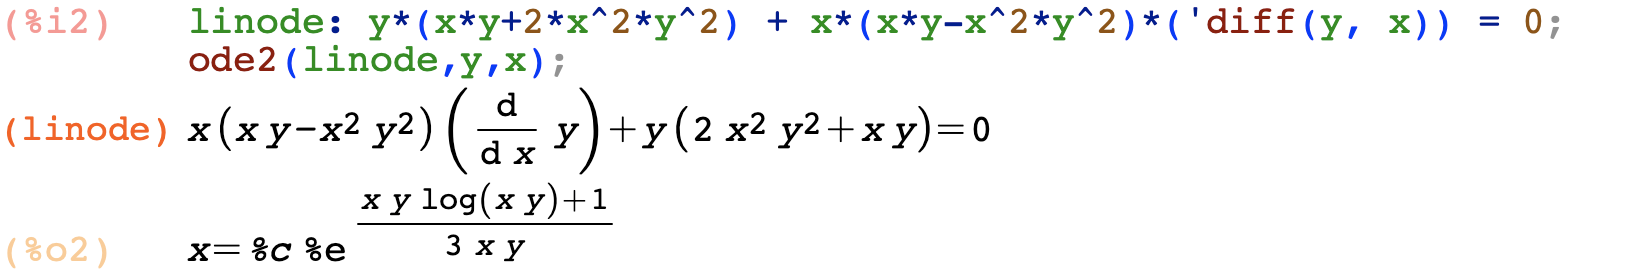 (%i2) linode: y*(x*y+2*x^2*y^2) + x*(x*y-x^2*y^2)*('diff(y, x)) = 0;
ode2(linode,y,x);
(linode) x(x y−x² y²)(d/(d x) y)+y(2 x² y²+x y)=0
(%o2) x= %c %e^((x y log(x y)+1)/(3 x y))